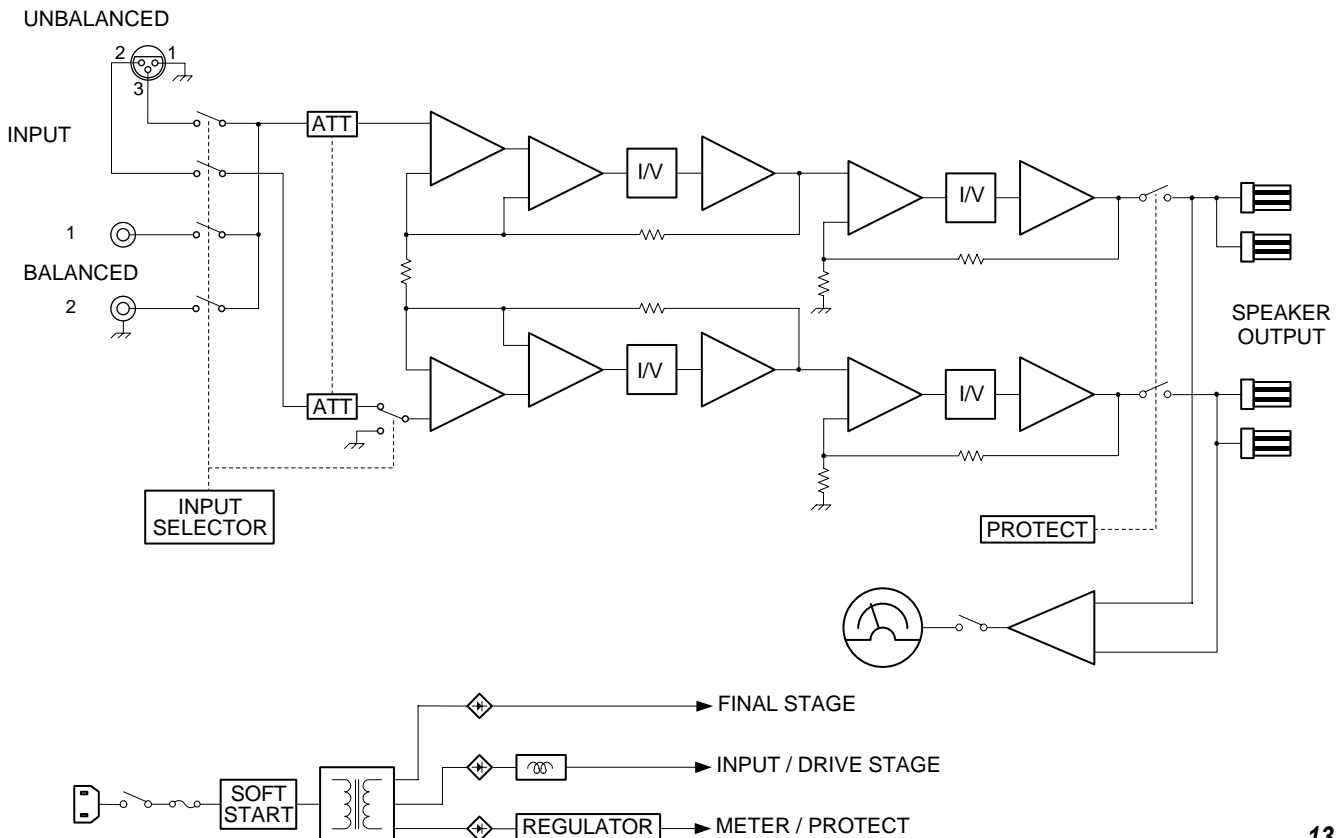 UNBALANCED
2
1
3
INPUT
ATT
I/V
I/V
1
BALANCED
2
SPEAKER
OUTPUT
I/V
I/V
ATT
INPUT
SELECTOR
PROTECT
FINAL STAGE
INPUT / DRIVE STAGE
SOFT
START
REGULATOR
METER / PROTECT
13